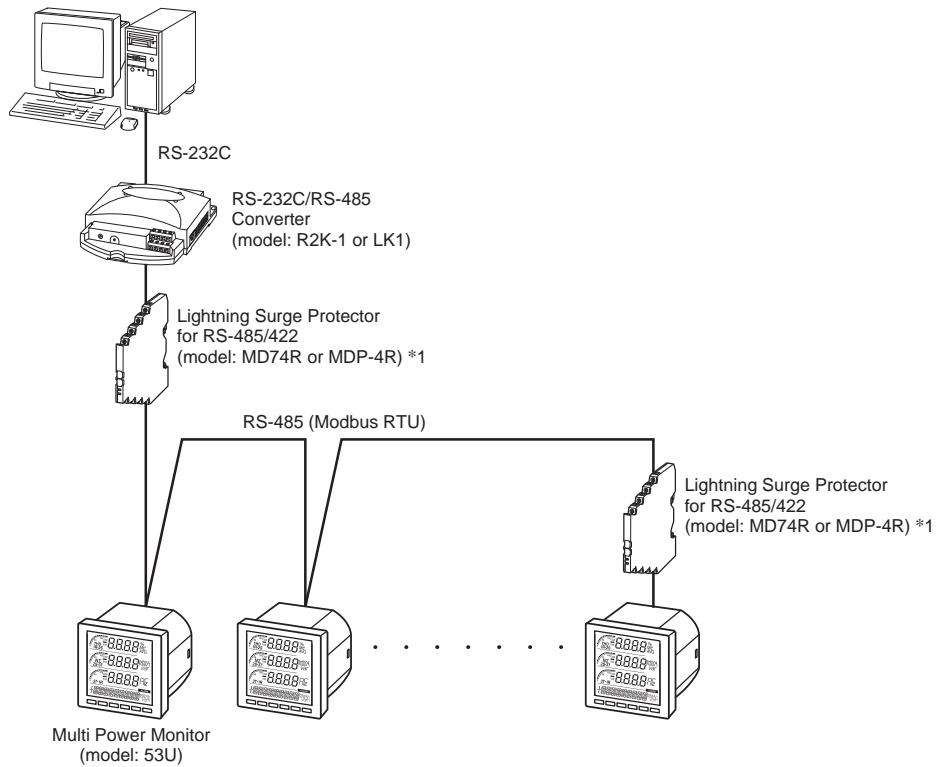 RS-232C
RS-232C/RS-485
Converter
(model: R2K-1 or LK1)
Lightning Surge Protector
for RS-485/422
(model: MD74R or MDP-4R) *1
RS-485 (Modbus RTU)
Lightning Surge Protector
for RS-485/422
(model: MD74R or MDP-4R) *1
Multi Power Monitor
(model: 53U)